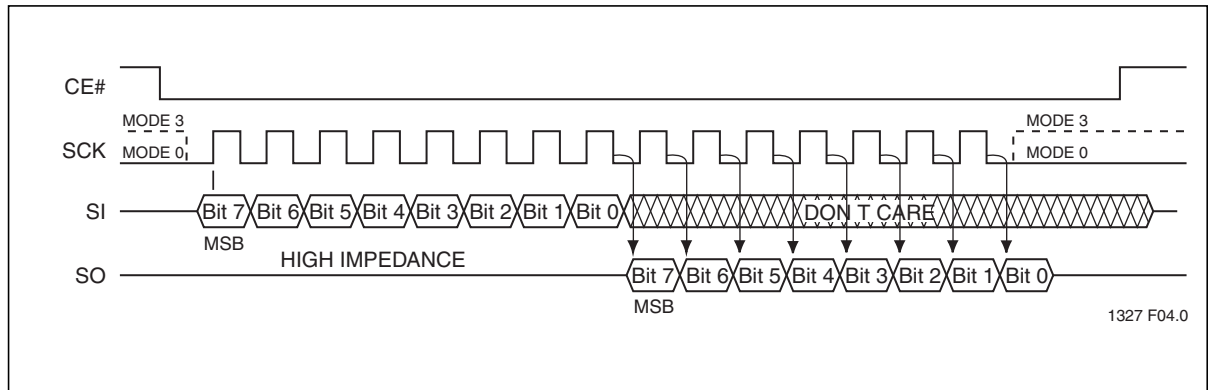 CE#
MODE 3
MODE 3
SCK
MODE 0
MODE 0
SI
Bit 7 Bit 6 Bit 5 Bit 4 Bit 3 Bit 2 Bit 1 Bit 0 DON T CARE
MSB
HIGH IMPEDANCE
SO
Bit 7 Bit 6 Bit 5 Bit 4 Bit 3 Bit 2 Bit 1 Bit 0
MSB
1327 F04.0